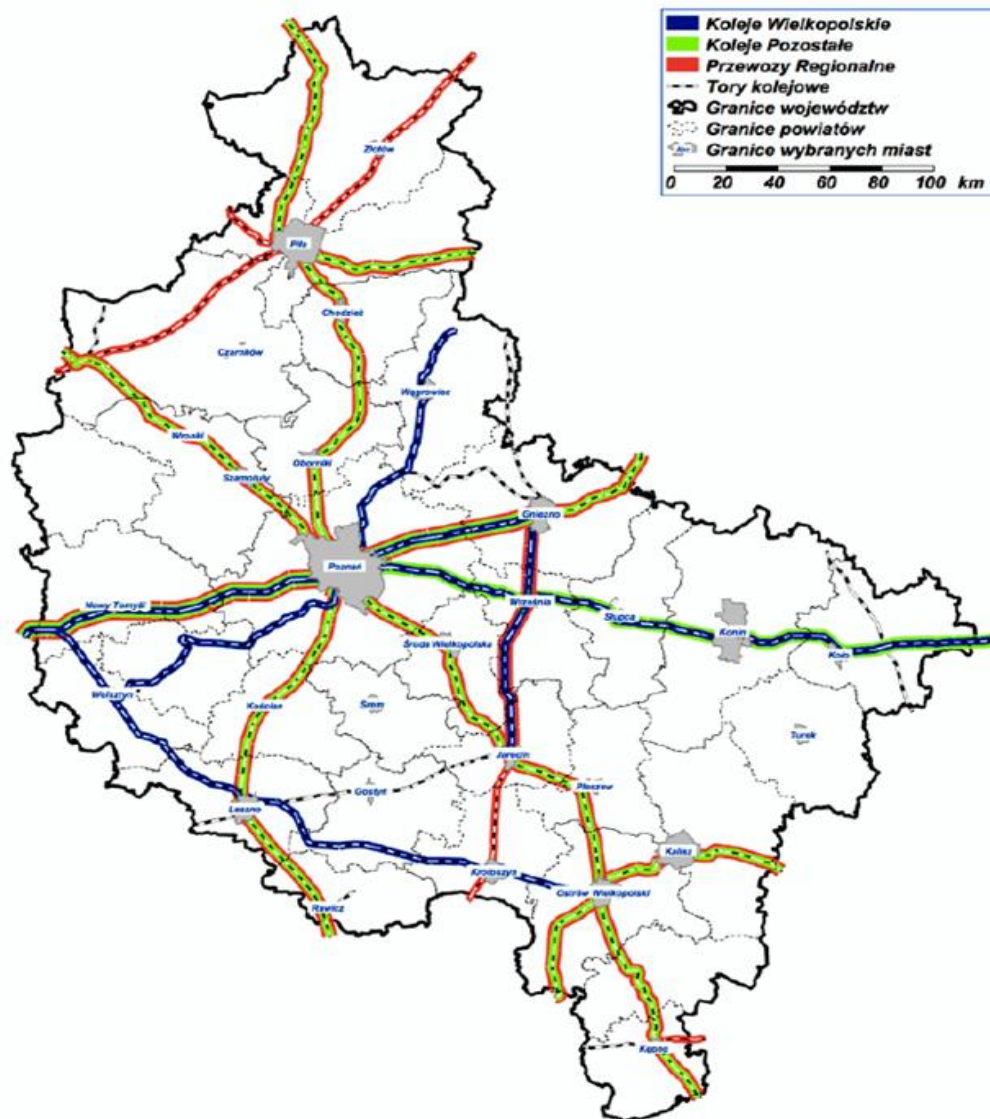 Koleje Wielkopolskie
Koleje Pozostałe
Przewozy Regionalne
Tory kolejowe
Granice województw
Granice powiatów
Granice wybranych miast
0 20 40 60 80 100 km
Złotów
Piła
Chodzież
Czarnków
Wągrowiec
Wronki
Oborniki
Szamotuły
Gniezno
Poznań
Nowy Tomyśl
Września
Słupca
Konin
Koło
Środa Wielkopolska
Wolsztyn
Kościan
Śrem
Turek
Jarocin
Gostyń
Pleszew
Leszno
Kalisz
Krotoszyn
Ostrów Wielkopolski
Rawicz
Kępno